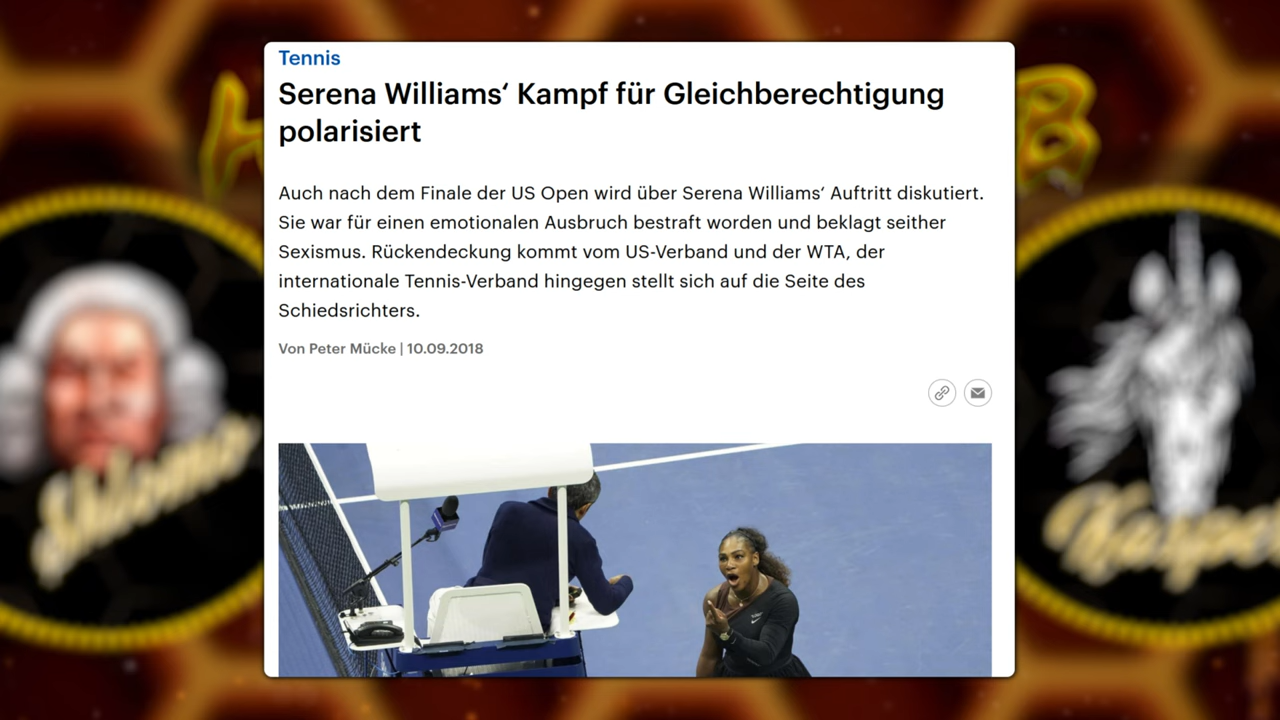 Tennis
Serena Williams‘ Kampf für Gleichberechtigung
polarisiert
Auch nach dem Finale der US Open wird über Serena Williams‘ Auftritt diskutiert.
Sie war für einen emotionalen Ausbruch bestraft worden und beklagt seither
Sexismus. Rückendeckung kommt vom US-Verband und der WTA, der
internationale Tennis-Verband hingegen stellt sich auf die Seite des
Schiedsrichters.
Von Peter Mücke | 10.09.2018
Shlomo